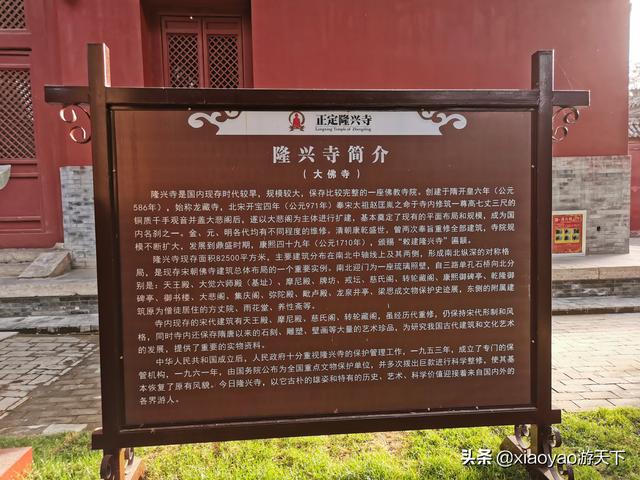 正定隆兴寺
Longxing Temple of Zhengding
隆兴寺简介
(大佛寺)
隆兴寺是国内现存时代较早，规模较大，保存比较完整的一座佛教寺院。创建于隋开皇六年（公元
586年），始称龙藏寺，北宋开宝四年（公元971年）奉宋太祖赵匡胤之命于寺内修筑一尊高七丈三尺的
铜质千手观音并盖大悲阁后，遂以大悲阁为主体进行扩建，基本奠定了现有的平面布局和规模，成为国
内名刹之一。金、元、明各代均有不同程度的维修。清朝康乾盛世，曾两次奉旨重修全部建筑，寺院规
模不断扩大，发展到鼎盛时期，康熙四十九年（公元1710年），颁赐“敕建隆兴寺”匾额。
隆兴寺现存面积82500平方米，主要建筑分布在南北中轴线上及其两侧，形成南北纵深的对称格
局，是现存宋朝佛寺建筑总体布局的一个重要实例。南北迎门为一座琉璃照壁，自三路单孔石桥向北分
别是：天王殿、大觉六师殿（基址）、摩尼殿、牌坊、戒坛、慈氏阁、转轮藏阁、康熙御碑亭、乾隆御
碑亭、御书楼、大悲阁、集庆阁、弥陀殿、毗卢殿、龙泉井亭、梁思成文物保护史迹展，东侧的附属建
筑原为僧徒居住的方丈院、雨花堂、养性斋等。
寺内现存的宋代建筑有天王殿、摩尼殿、慈氏阁、转轮藏阁，虽经历代重修，仍保持宋代形制和风
格，同时寺内还保存隋唐以来的石刻、雕塑、壁画等大量的艺术珍品，为研究我国古代建筑和文化艺术
的发展，提供了重要的实物资料。
中华人民共和国成立后，人民政府十分重视隆兴寺的保护管理工作，一九五三年，成立了专门的保
管机构，一九六一年，由国务院公布为全国重点文物保护单位，并多次拨出巨款进行科学整修，使其基
本恢复了原有风貌。今日隆兴寺，以它古朴的雄姿和特有的历史、艺术、科学价值迎接着来自国内外的
各界游人。
头条 @xiaoyao游天下